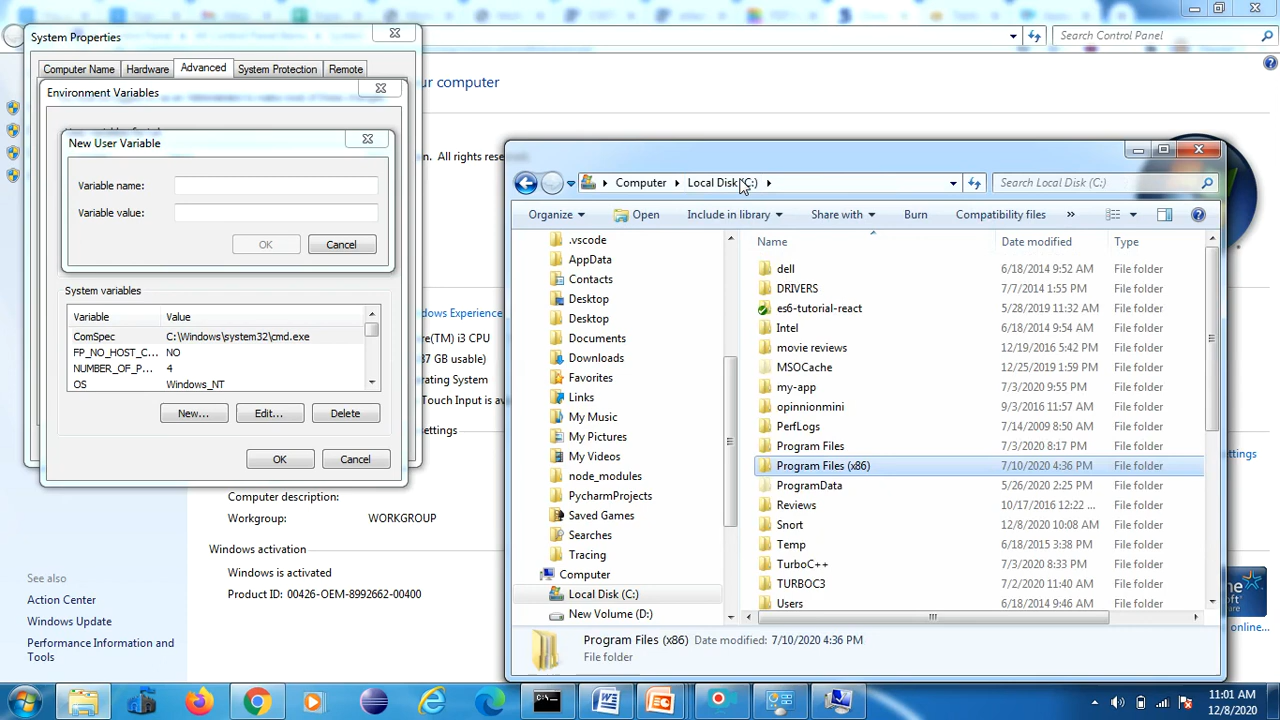 System Properties
Computer Name
Hardware
Advanced
System Protection
Remote
Environment Variables
New User Variable
Variable name:
Variable value:
OK
Cancel
System variables
Variable
Value
ComSpec
C:\Windows\system32\cmd.exe
FP_NO_HOST_C...
NO
NUMBER_OF_P...
4
OS
Windows_NT
New...
Edit...
Delete
OK
Cancel
Search Control Panel
ur computer
n. All rights rese
dows Experience
re(TM) i3 CPU
87 GB usable)
erating System
Touch Input is av
ettings
Computer description:
Workgroup:
WORKGROUP
Windows activation
Windows is activated
Product ID: 00426-OEM-8992662-00400
See also
Action Center
Windows Update
Performance Information and
Tools
settings
online...
Computer
Local Disk (C:)
Search Local Disk (C:)
Organize
Open
Include in library
Share with
Burn
Compatibility files
»
.vscode
AppData
Contacts
Desktop
Desktop
Documents
Downloads
Favorites
Links
My Music
My Pictures
My Videos
node_modules
PycharmProjects
Saved Games
Searches
Tracing
Computer
Local Disk (C:)
New Volume (D:)
Name
Date modified
Type
dell
6/18/2014 9:52 AM
File folder
DRIVERS
7/7/2014 1:55 PM
File folder
es6-tutorial-react
5/28/2019 11:32 AM
File folder
Intel
6/18/2014 9:54 AM
File folder
movie reviews
12/19/2016 5:42 PM
File folder
MSOCache
12/25/2019 1:59 PM
File folder
my-app
7/3/2020 9:55 PM
File folder
opinnionmini
9/3/2016 11:57 AM
File folder
PerfLogs
7/14/2009 8:50 AM
File folder
Program Files
7/3/2020 8:17 PM
File folder
Program Files (x86)
7/10/2020 4:36 PM
File folder
ProgramData
5/26/2020 2:25 PM
File folder
Reviews
10/17/2016 12:22 ...
File folder
Snort
12/8/2020 10:08 AM
File folder
Temp
6/18/2015 3:38 PM
File folder
TurboC++
7/3/2020 8:33 PM
File folder
TURBOC3
7/2/2020 11:40 AM
File folder
Users
6/18/2014 9:46 AM
File folder
Program Files (x86)
Date modified: 7/10/2020 4:36 PM
File folder
11:01 AM
12/8/2020